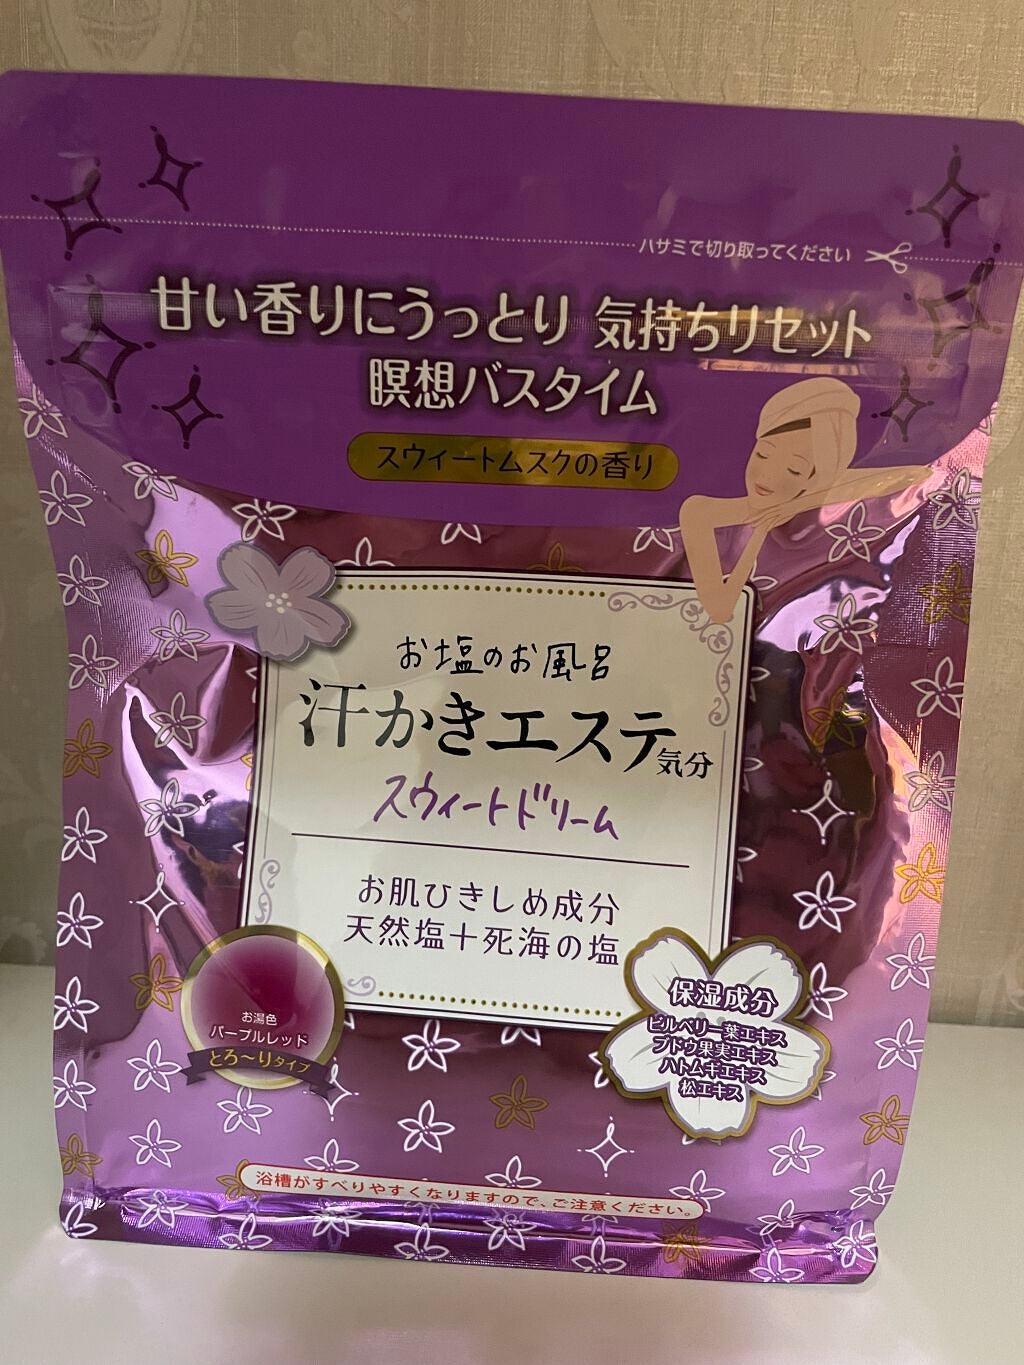 ハサミで切り取ってください
甘い香りにうっとり 気持ちリセット
瞑想バスタイム
スウィートムスクの香り
お塩のお風呂
汗かきエステ気分
スウィートドリーム
お肌ひきしめ成分
天然塩+死海の塩
保湿成分
ビルベリー葉エキス
ブドウ果実エキス
ハトムギエキス
松エキス
お湯色
パープルレッド
とろ～りタイプ
浴槽がすべりやすくなりますので、ご注意ください。